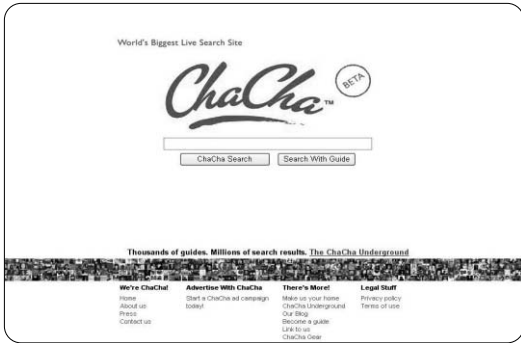 World's Biggest Live Search Site
ChaCha™ BETA
ChaCha Search Search With Guide
Thousands of guides. Millions of search results. The ChaCha Underground
We're ChaCha!
Home
About us
Press
Contact us
Advertise With ChaCha
Start a ChaCha ad campaign
today!
There's More!
Make us your home
ChaCha Underground
Our Blog
Become a guide
Link to us
ChaCha Gear
Legal Stuff
Privacy policy
Terms of use